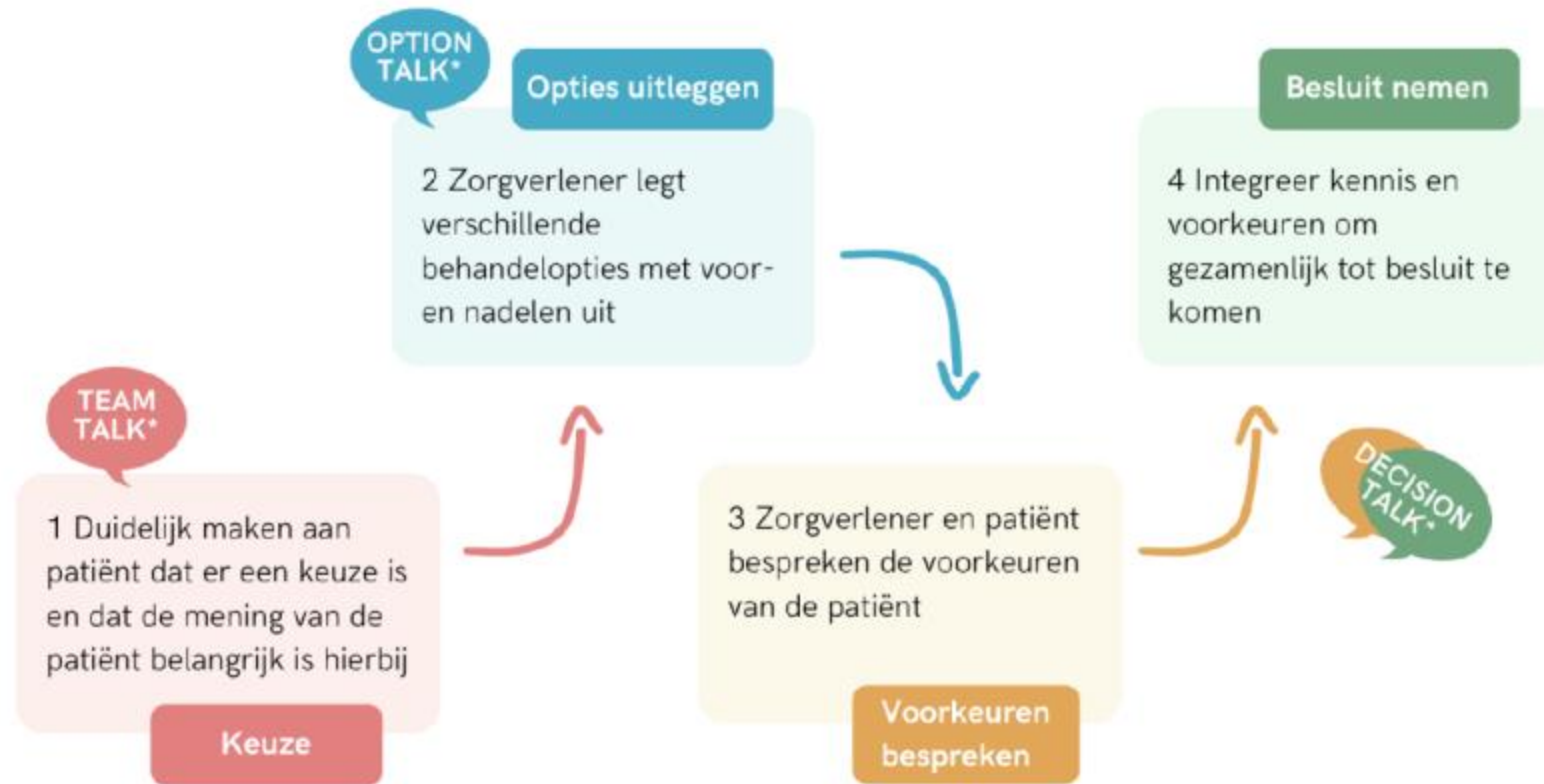 TEAM
TALK*
1 Duidelijk maken aan
patiënt dat er een keuze is
en dat de mening van de
patiënt belangrijk is hierbij
Keuze
OPTION
TALK*
Opties uitleggen
2 Zorgverlener legt
verschillende
behandelopties met voor-
en nadelen uit
3 Zorgverlener en patiënt
bespreken de voorkeuren
van de patiënt
Voorkeuren
bespreken
Besluit nemen
4 Integreer kennis en
voorkeuren om
gezamenlijk tot besluit te
komen
DECISION
TALK*